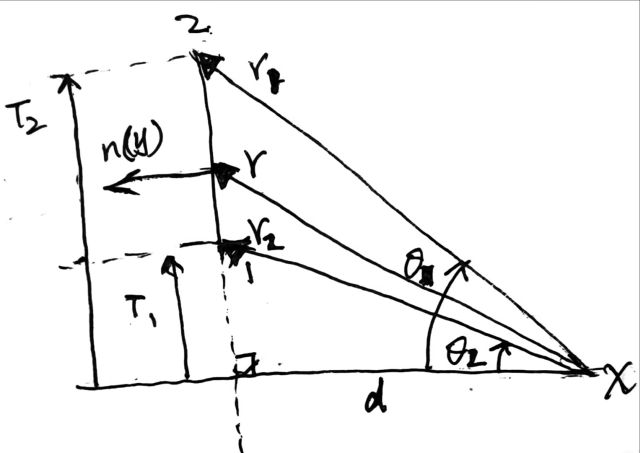 2
r₁
T₂
n(y)
r
r₂
1
θ₁
T₁
θ₂
d
X